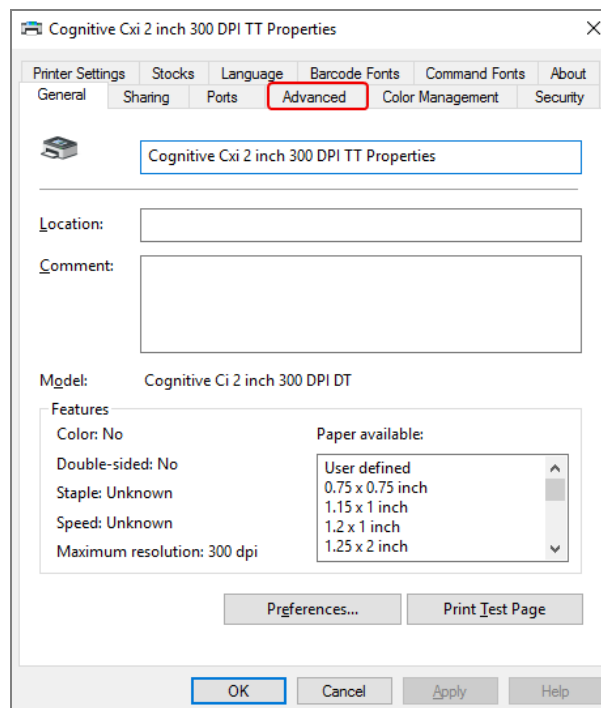 Cognitive Cxi 2 inch 300 DPI TT Properties
Printer Settings Stocks Language Barcode Fonts Command Fonts About
General Sharing Ports Advanced Color Management Security
Cognitive Cxi 2 inch 300 DPI TT Properties
Location:
Comment:
Model: Cognitive Ci 2 inch 300 DPI DT
Features
Color: No
Double-sided: No
Staple: Unknown
Speed: Unknown
Maximum resolution: 300 dpi
Paper available:
User defined
0.75 x 0.75 inch
1.15 x 1 inch
1.2 x 1 inch
1.25 x 2 inch
Preferences... Print Test Page
OK Cancel Apply Help